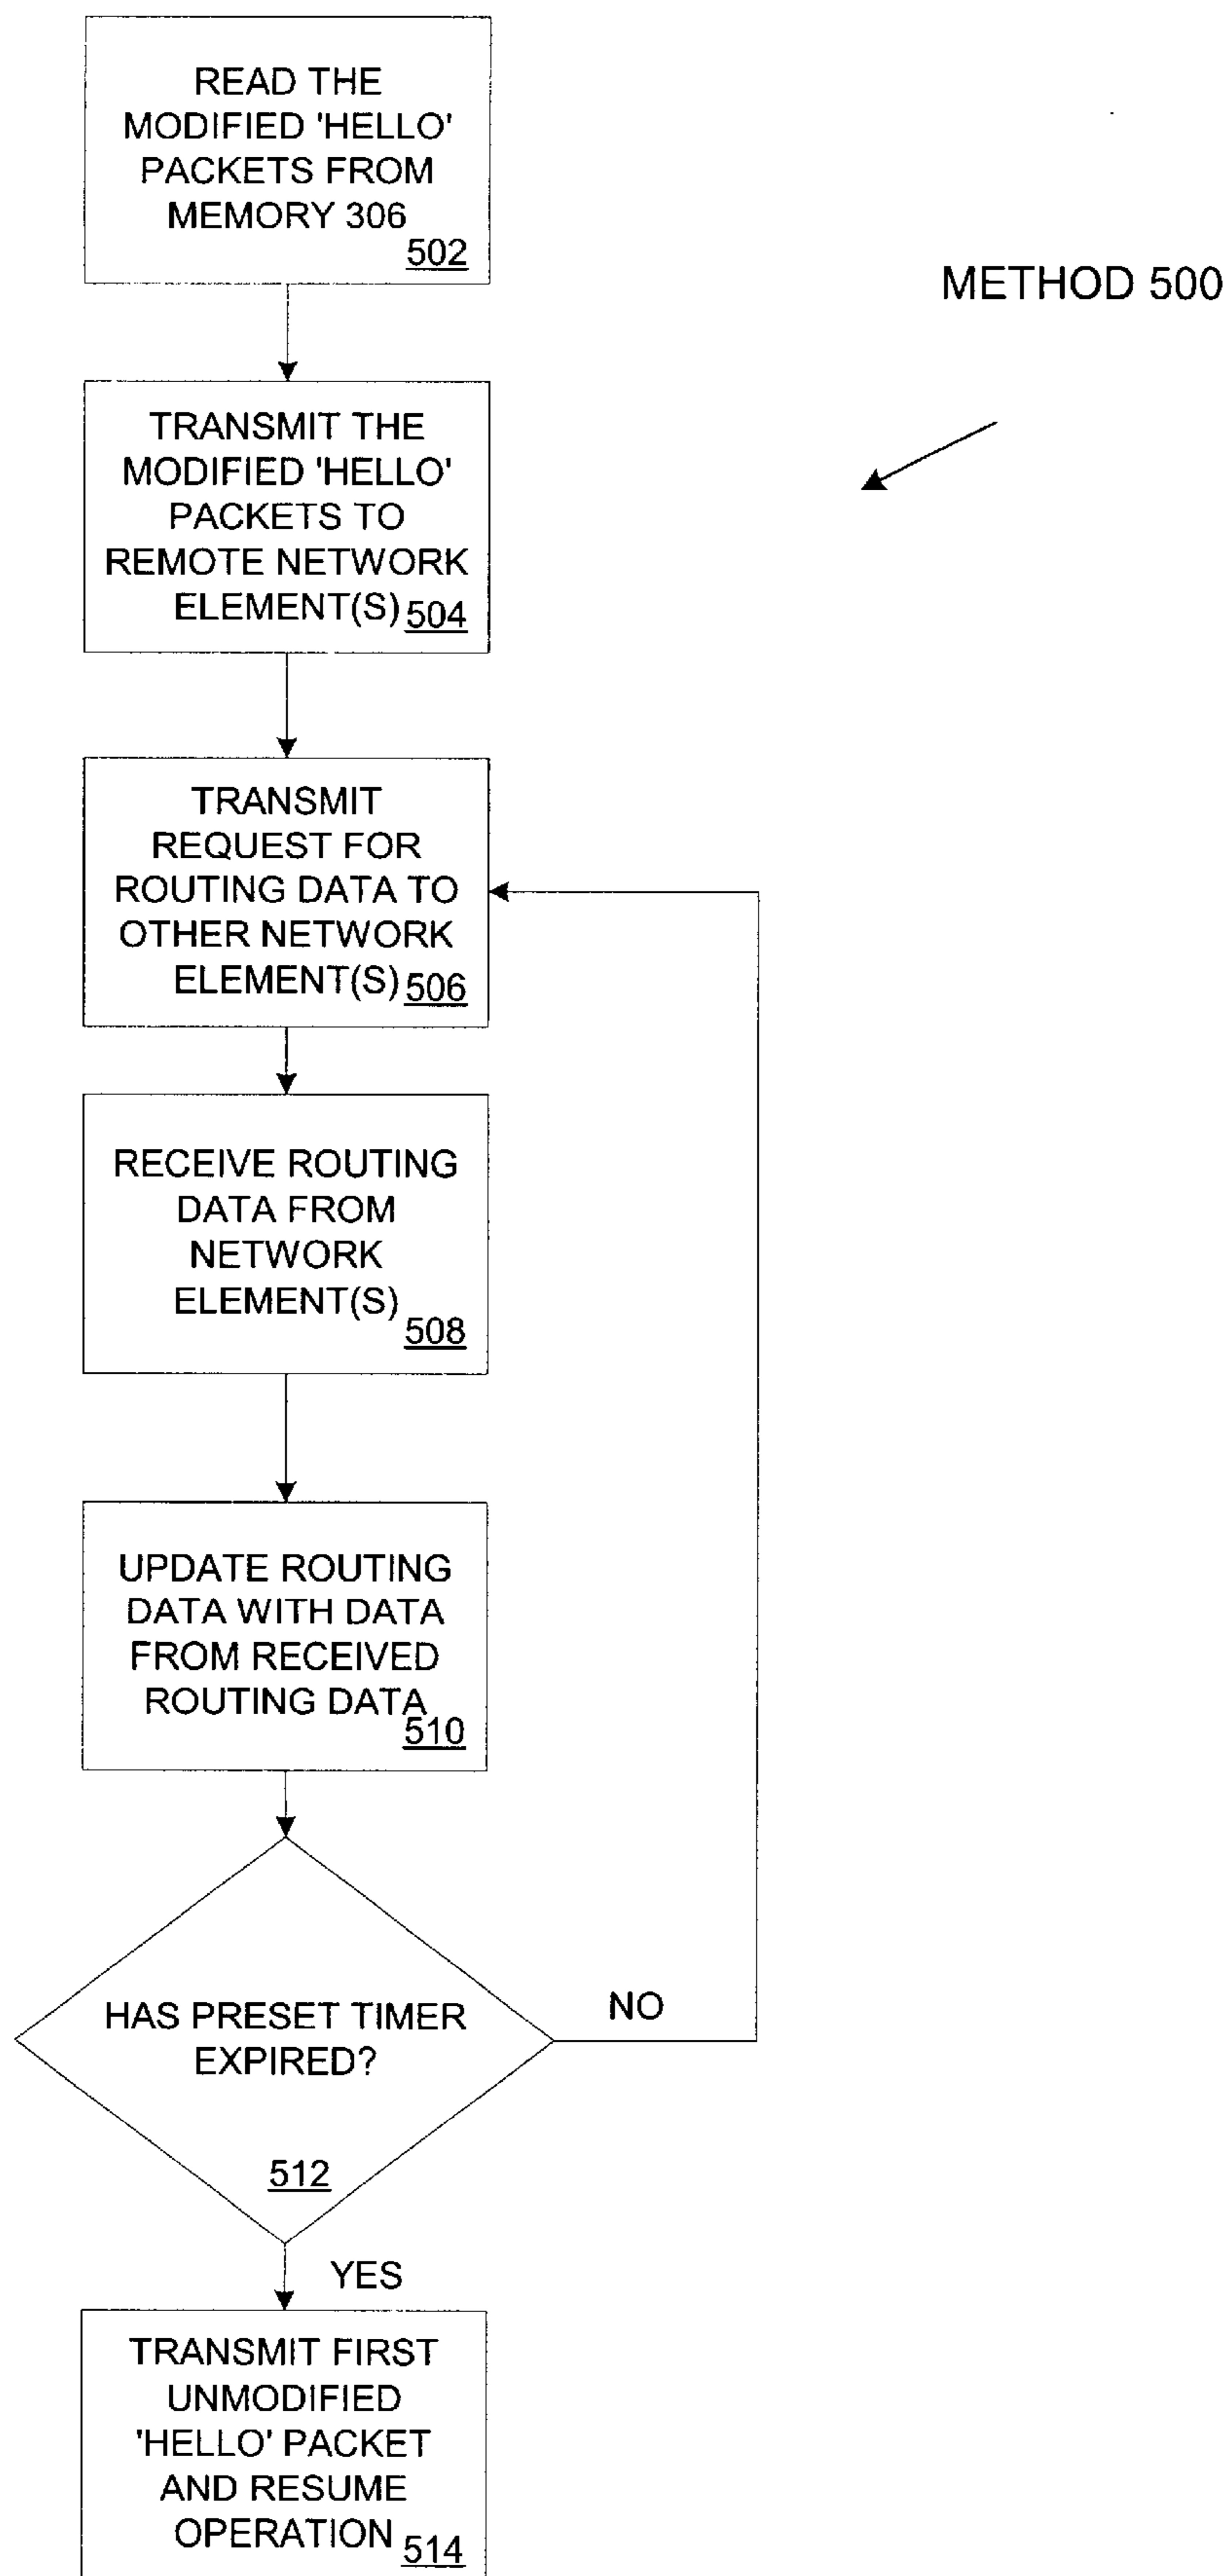 READ THE
MODIFIED 'HELLO'
PACKETS FROM
MEMORY 306
502
METHOD 500
TRANSMIT THE
MODIFIED 'HELLO'
PACKETS TO
REMOTE NETWORK
ELEMENT(S) 504
TRANSMIT
REQUEST FOR
ROUTING DATA TO
OTHER NETWORK
ELEMENT(S) 506
RECEIVE ROUTING
DATA FROM
NETWORK
ELEMENT(S)
508
UPDATE ROUTING
DATA WITH DATA
FROM RECEIVED
ROUTING DATA
510
HAS PRESET TIMER
EXPIRED?
512
NO
YES
TRANSMIT FIRST
UNMODIFIED
'HELLO' PACKET
AND RESUME
OPERATION 514